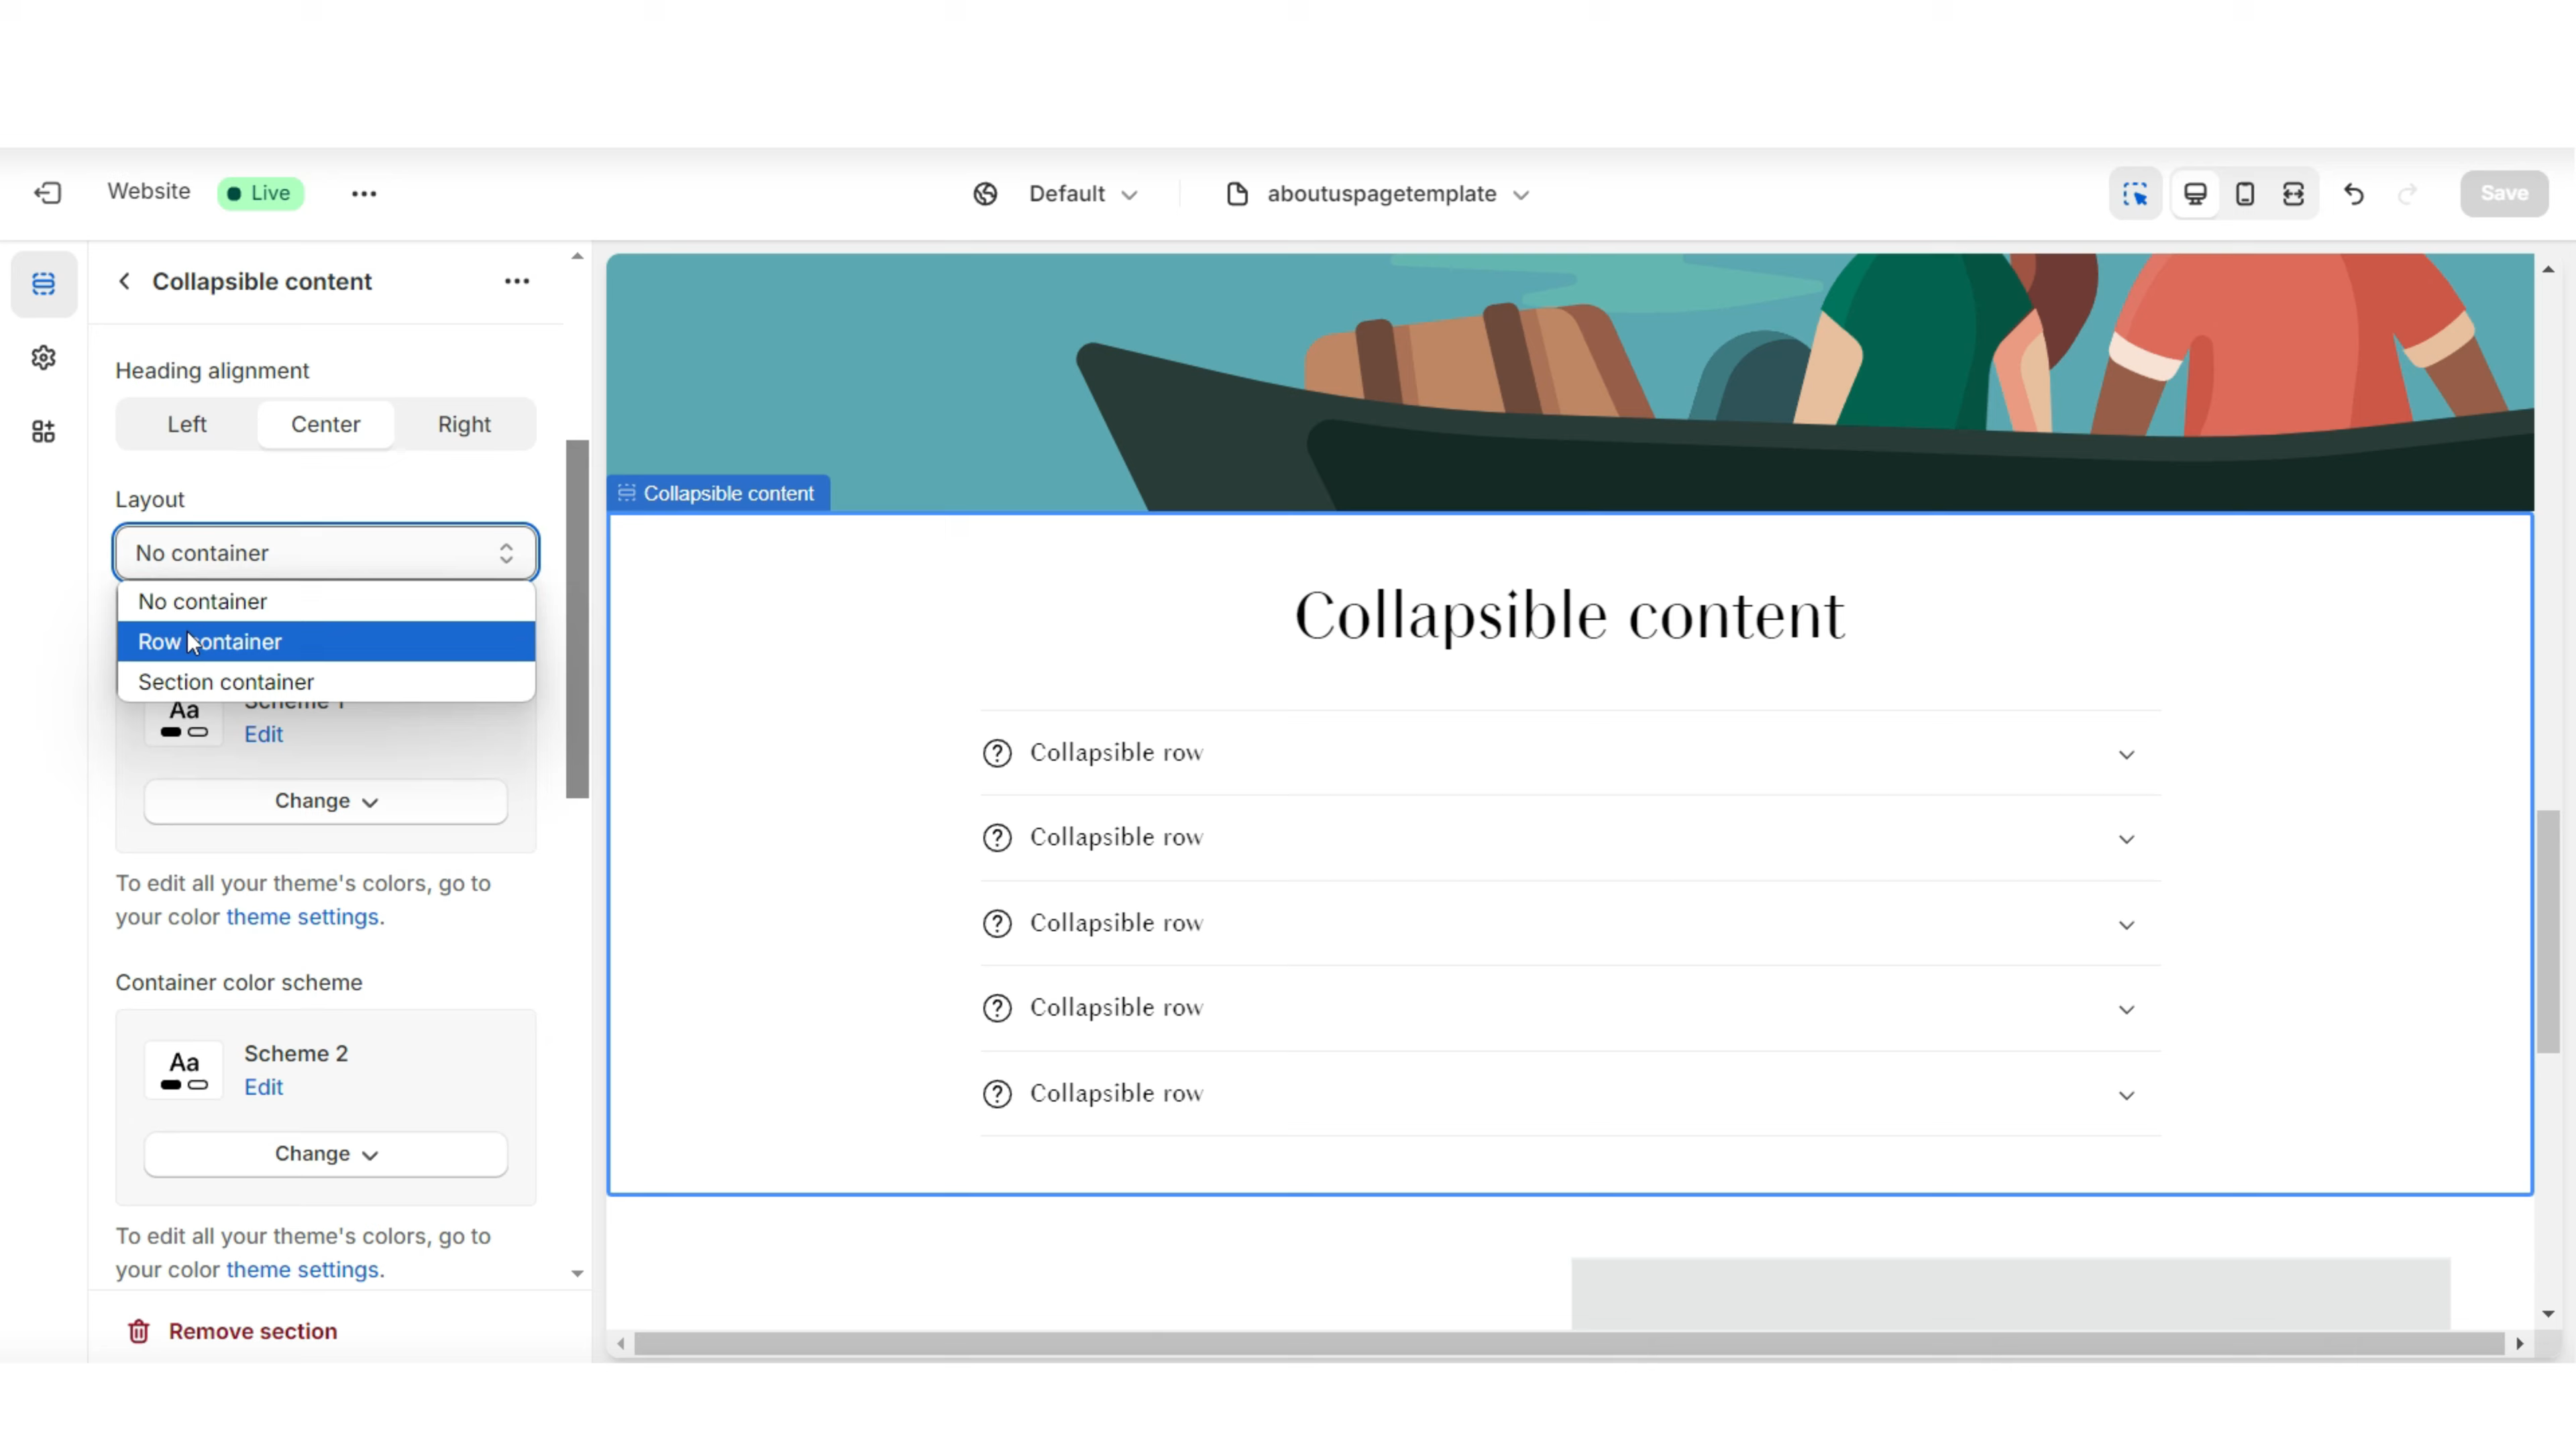 Website
Live
Default
aboutuspagetemplate
Save
Collapsible content
Heading alignment
Left
Center
Right
Layout
No container
No container
Row container
Section container
Aa
Scheme 1
Edit
Change
To edit all your theme's colors, go to
your color theme settings.
Container color scheme
Aa
Scheme 2
Edit
Change
To edit all your theme's colors, go to
your color theme settings.
Remove section
Collapsible content
Collapsible content
Collapsible row
Collapsible row
Collapsible row
Collapsible row
Collapsible row